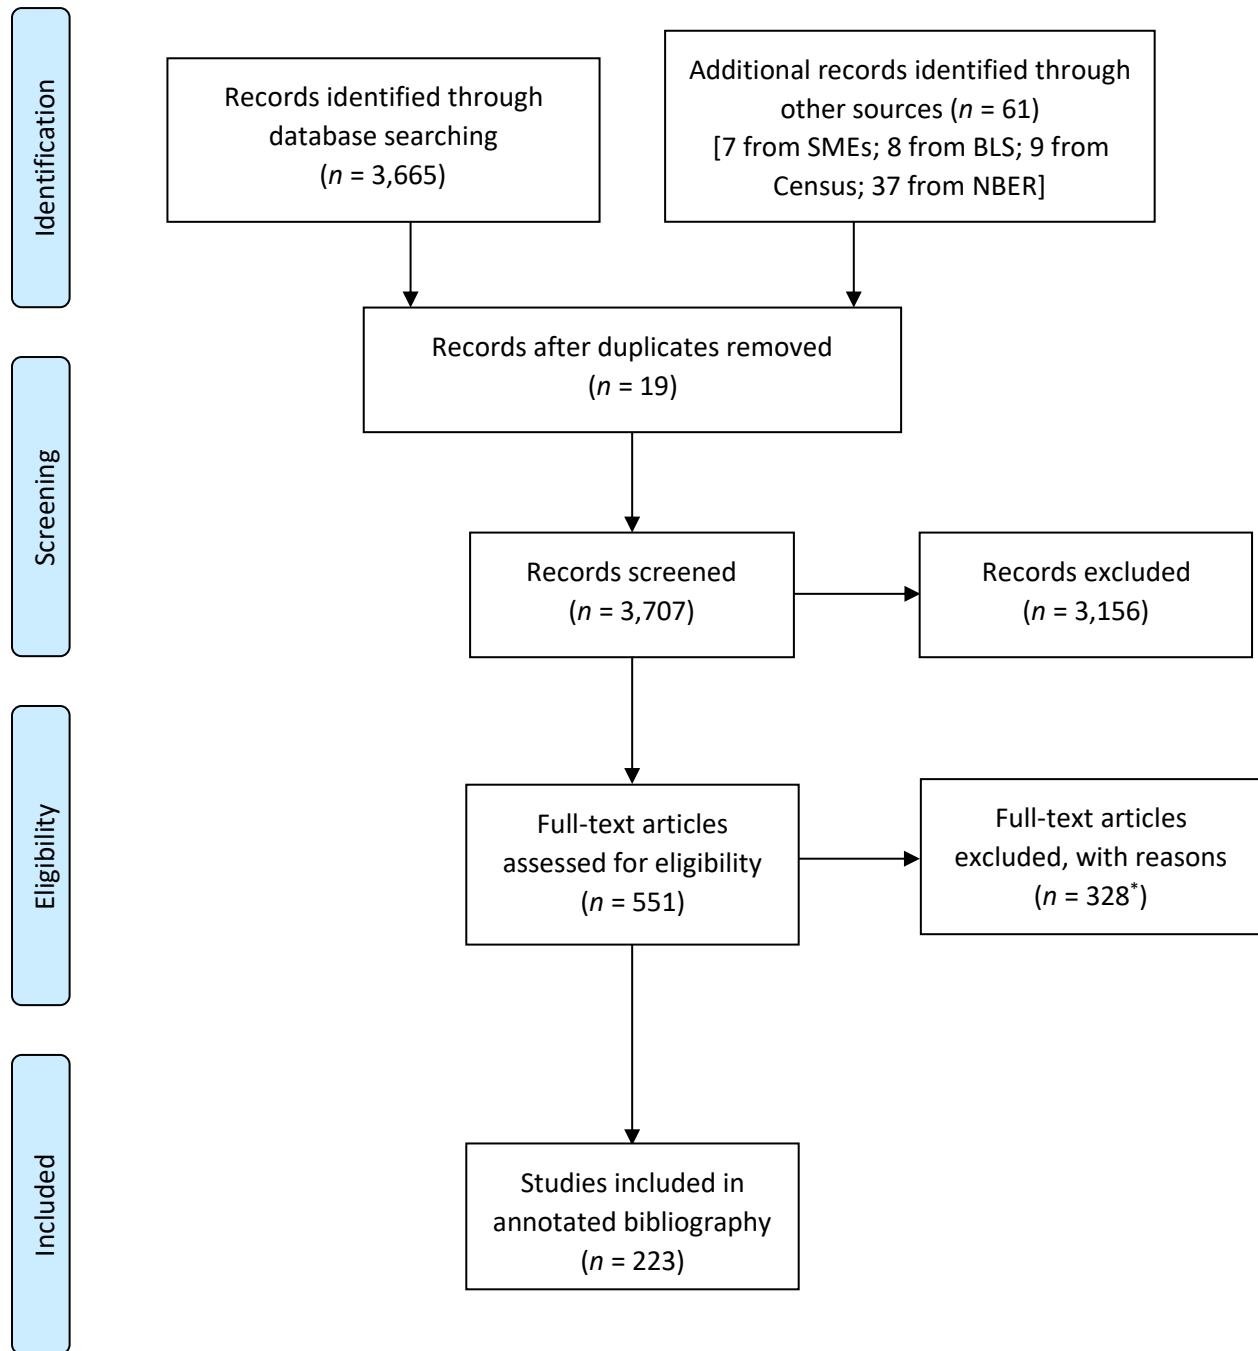 Identification
Records identified through
database searching
(n = 3,665)
Additional records identified through
other sources (n = 61)
[7 from SMEs; 8 from BLS; 9 from
Census; 37 from NBER]
Records after duplicates removed
(n = 19)
Screening
Records screened
(n = 3,707)
Records excluded
(n = 3,156)
Eligibility
Full-text articles
assessed for eligibility
(n = 551)
Full-text articles
excluded, with reasons
(n = 328*)
Included
Studies included in
annotated bibliography
(n = 223)